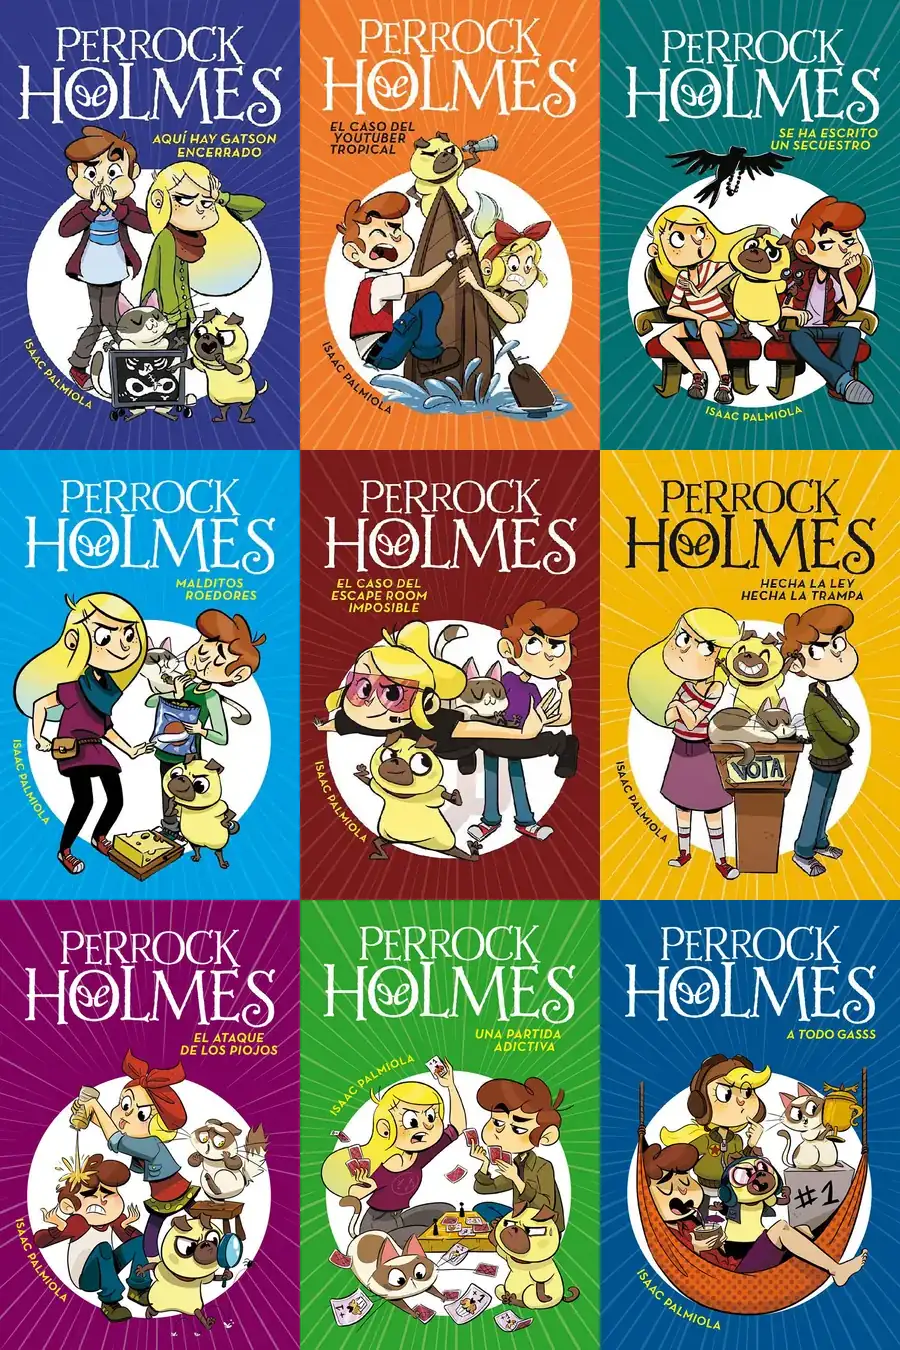 PERROCK
HOLMES
AQUÍ HAY GATSON
ENCERRADO
ISAAC PALMIOLA
PERROCK
HOLMES
EL CASO DEL
YOUTUBER
TROPICAL
ISAAC PALMIOLA
PERROCK
HOLMES
SE HA ESCRITO
UN SECUESTRO
ISAAC PALMIOLA
PERROCK
HOLMES
MALDITOS
ROEDORES
ISAAC PALMIOLA
PERROCK
HOLMES
EL CASO DEL
ESCAPE ROOM
IMPOSIBLE
ISAAC PALMIOLA
PERROCK
HOLMES
HECHA LA LEY
HECHA LA TRAMPA
VOTA
ISAAC PALMIOLA
PERROCK
HOLMES
EL ATAQUE
DE LOS PIOJOS
ISAAC PALMIOLA
PERROCK
HOLMES
UNA PARTIDA
ADICTIVA
ISAAC PALMIOLA
PERROCK
HOLMES
A TODO GASSS
#1
ISAAC PALMIOLA